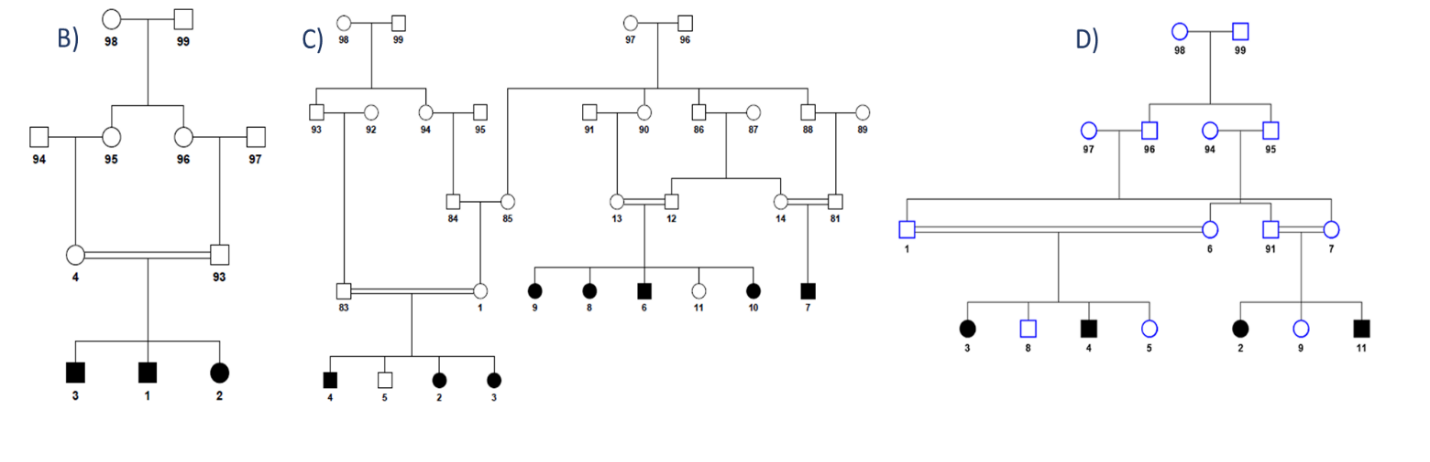 B)
98 99
94 95 96 97
4 93
3 1 2
C)
98 99 97 96
93 92 94 95 91 90 86 87 88 89
84 85 13 12 14 81
83 1 9 8 6 11 10 7
4 5 2 3
D)
98 99
97 96 94 95
1 6 91 7
3 8 4 5 2 9 11